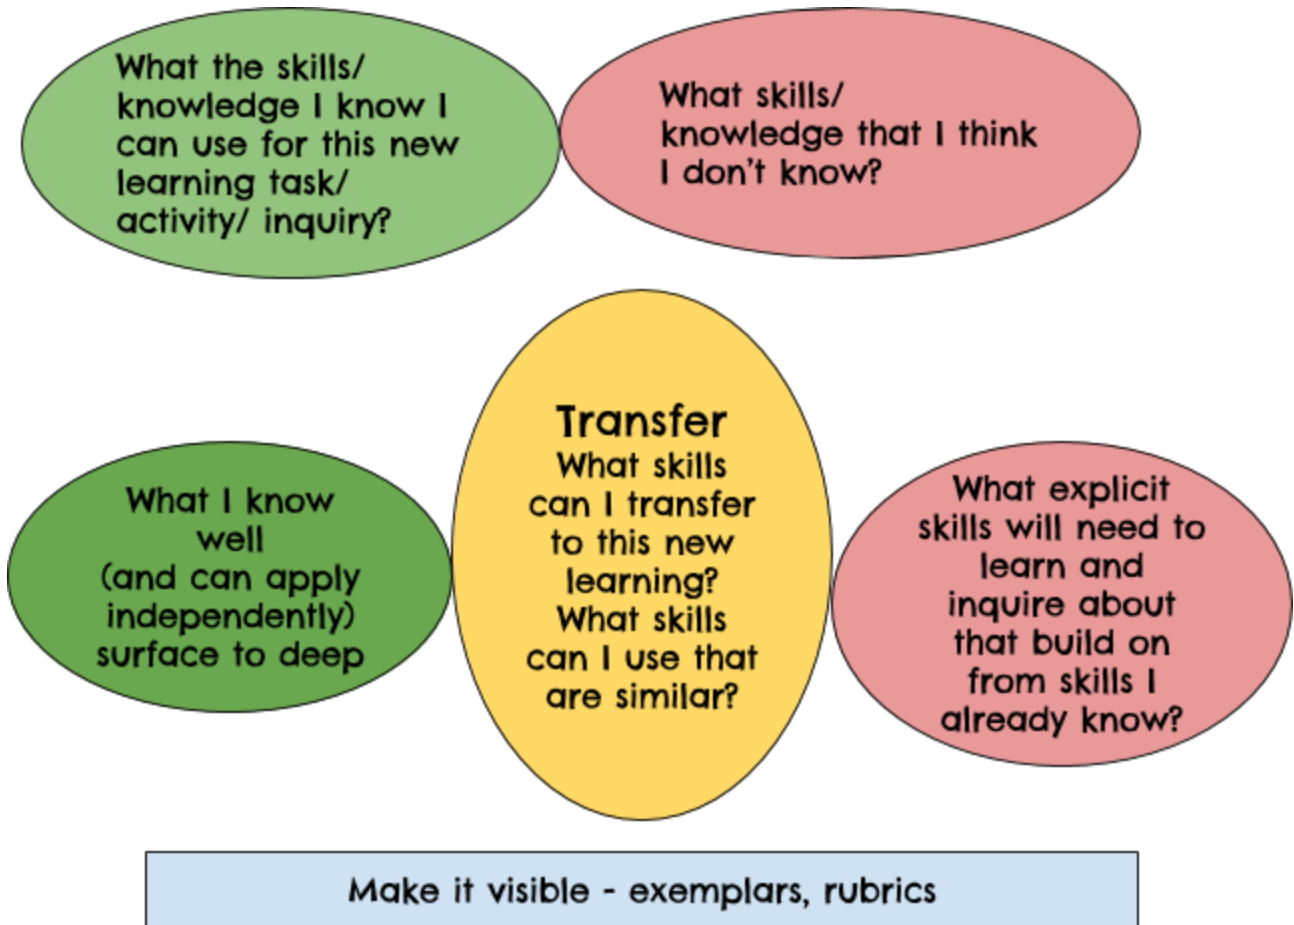 What the skills/
knowledge I know I
can use for this new
learning task/
activity/ inquiry?
What skills/
knowledge that I think
I don't know?
What I know
well
(and can apply
independently)
surface to deep
Transfer
What skills
can I transfer
to this new
learning?
What skills
can I use that
are similar?
What explicit
skills will need to
learn and
inquire about
that build on
from skills I
already know?
Make it visible - exemplars, rubrics